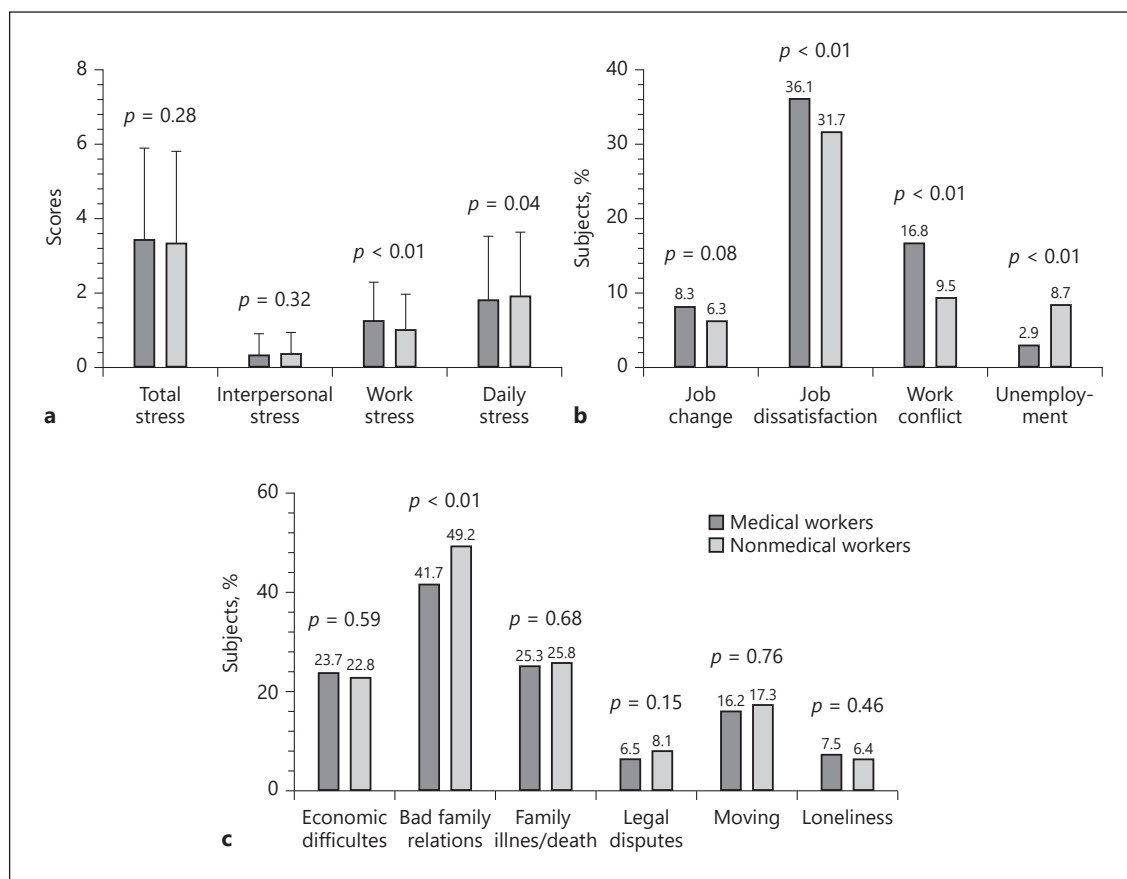 8
6
4
2
0
Scores
p = 0.28
p = 0.32
p < 0.01
p = 0.04
Total stress
Interpersonal stress
Work stress
Daily stress
a
40
30
20
10
0
Subjects, %
p = 0.08
8.3
6.3
p < 0.01
36.1
31.7
p < 0.01
16.8
9.5
p < 0.01
2.9
8.7
Job change
Job dissatisfaction
Work conflict
Unemploy-
ment
b
60
40
20
0
Subjects, %
p = 0.59
23.7
22.8
p < 0.01
41.7
49.2
p = 0.68
25.3
25.8
p = 0.15
6.5
8.1
p = 0.76
16.2
17.3
p = 0.46
7.5
6.4
Medical workers
Nonmedical workers
Economic
difficultes
Bad family
relations
Family
illnes/death
Legal
disputes
Moving
Loneliness
c